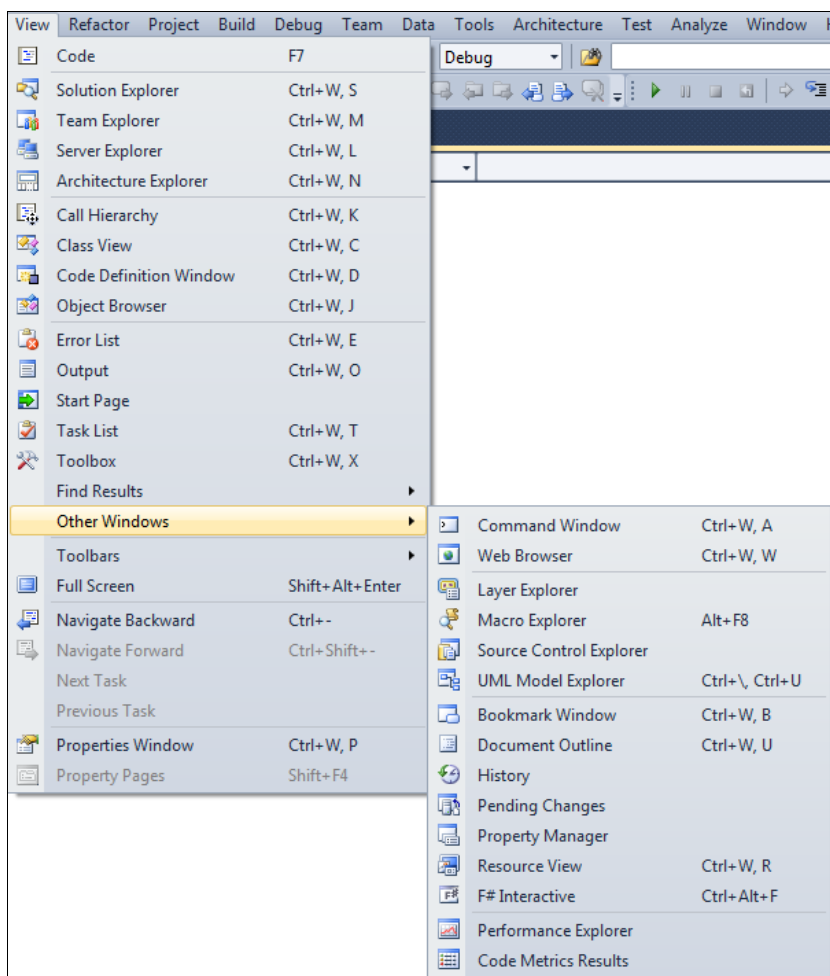 View Refactor Project Build Debug Team Data Tools Architecture Test Analyze Window
Code F7
Debug
Solution Explorer Ctrl+W, S
Team Explorer Ctrl+W, M
Server Explorer Ctrl+W, L
Architecture Explorer Ctrl+W, N
Call Hierarchy Ctrl+W, K
Class View Ctrl+W, C
Code Definition Window Ctrl+W, D
Object Browser Ctrl+W, J
Error List Ctrl+W, E
Output Ctrl+W, O
Start Page
Task List Ctrl+W, T
Toolbox Ctrl+W, X
Find Results
Other Windows
Toolbars
Full Screen Shift+Alt+Enter
Navigate Backward Ctrl+-
Navigate Forward Ctrl+Shift+-
Next Task
Previous Task
Properties Window Ctrl+W, P
Property Pages Shift+F4
Command Window Ctrl+W, A
Web Browser Ctrl+W, W
Layer Explorer
Macro Explorer Alt+F8
Source Control Explorer
UML Model Explorer Ctrl+\, Ctrl+U
Bookmark Window Ctrl+W, B
Document Outline Ctrl+W, U
History
Pending Changes
Property Manager
Resource View Ctrl+W, R
F# Interactive Ctrl+Alt+F
Performance Explorer
Code Metrics Results